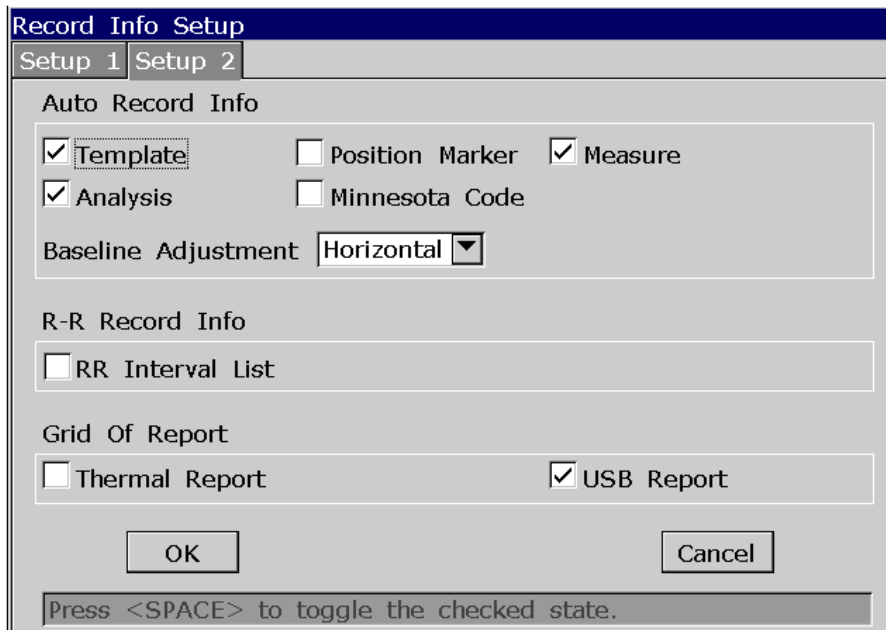 Record Info Setup
Setup 1 Setup 2
Auto Record Info
Template Position Marker Measure
Analysis Minnesota Code
Baseline Adjustment Horizontal
R-R Record Info
RR Interval List
Grid Of Report
Thermal Report USB Report
OK Cancel
Press <SPACE> to toggle the checked state.